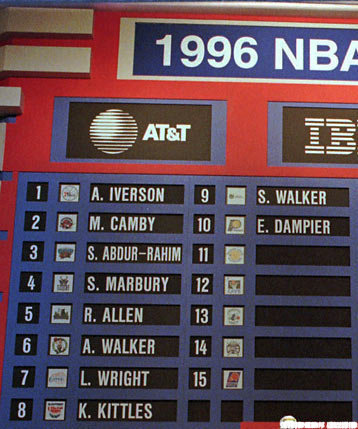 1996 NBA
AT&T
IBM
1 A. IVERSON
2 M. CAMBY
3 S. ABDUR-RAHIM
4 S. MARBURY
5 R. ALLEN
6 A. WALKER
7 L. WRIGHT
8 K. KITTLES
9 S. WALKER
10 E. DAMPIER
11
12
13
14
15